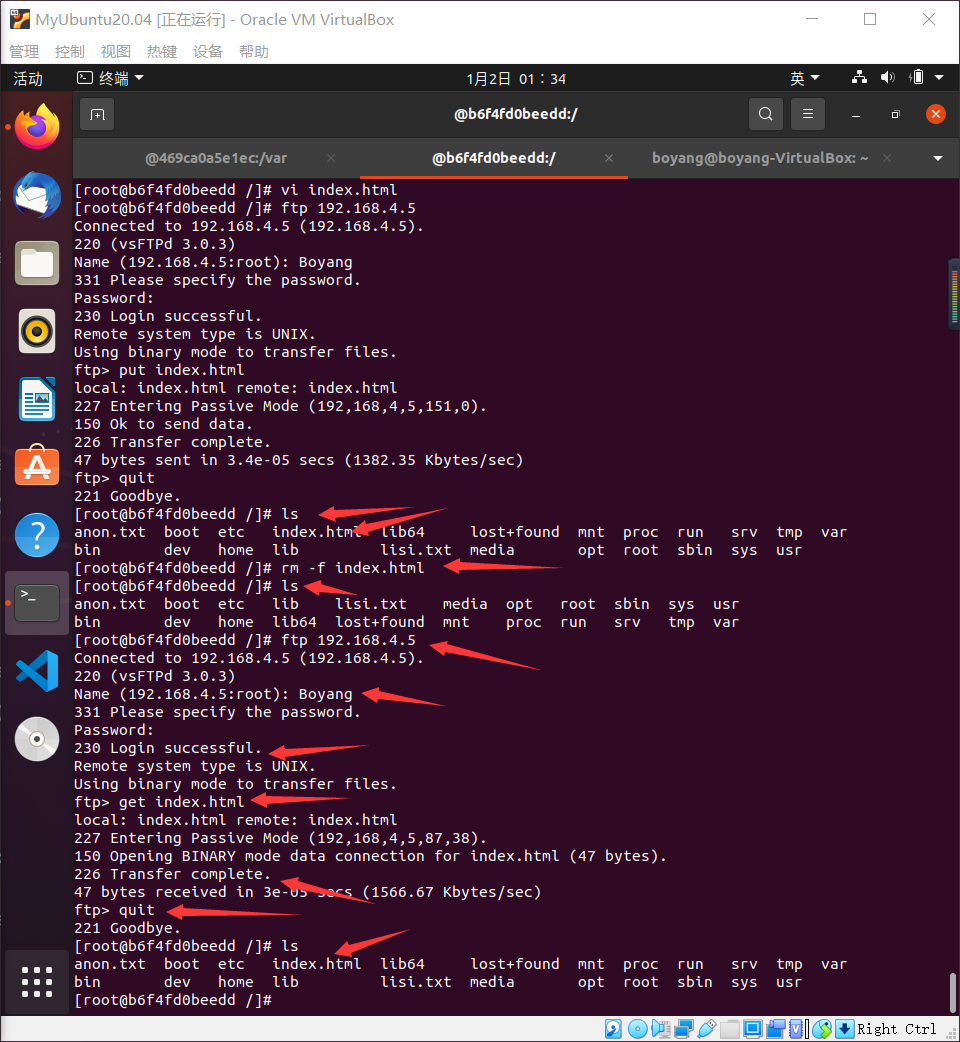 MyUbuntu20.04 [正在运行] - Oracle VM VirtualBox
管理 控制 视图 热键 设备 帮助
活动 终端 1月2日 01：34 英
@b6f4fd0beedd:/
@469ca0a5e1ec:/var @b6f4fd0beedd:/ boyang@boyang-VirtualBox: ~
[root@b6f4fd0beedd /]# vi index.html
[root@b6f4fd0beedd /]# ftp 192.168.4.5
Connected to 192.168.4.5 (192.168.4.5).
220 (vsFTPd 3.0.3)
Name (192.168.4.5:root): Boyang
331 Please specify the password.
Password:
230 Login successful.
Remote system type is UNIX.
Using binary mode to transfer files.
ftp> put index.html
local: index.html remote: index.html
227 Entering Passive Mode (192,168,4,5,151,0).
150 Ok to send data.
226 Transfer complete.
47 bytes sent in 3.4e-05 secs (1382.35 Kbytes/sec)
ftp> quit
221 Goodbye.
[root@b6f4fd0beedd /]# ls
anon.txt boot etc index.html lib64 lost+found mnt proc run srv tmp var
bin dev home lib lisi.txt media opt root sbin sys usr
[root@b6f4fd0beedd /]# rm -f index.html
[root@b6f4fd0beedd /]# ls
anon.txt boot etc lib lisi.txt media opt root sbin sys usr
bin dev home lib64 lost+found mnt proc run srv tmp var
[root@b6f4fd0beedd /]# ftp 192.168.4.5
Connected to 192.168.4.5 (192.168.4.5).
220 (vsFTPd 3.0.3)
Name (192.168.4.5:root): Boyang
331 Please specify the password.
Password:
230 Login successful.
Remote system type is UNIX.
Using binary mode to transfer files.
ftp> get index.html
local: index.html remote: index.html
227 Entering Passive Mode (192,168,4,5,87,38).
150 Opening BINARY mode data connection for index.html (47 bytes).
226 Transfer complete.
47 bytes received in 3e-05 secs (1566.67 Kbytes/sec)
ftp> quit
221 Goodbye.
[root@b6f4fd0beedd /]# ls
anon.txt boot etc index.html lib64 lost+found mnt proc run srv tmp var
bin dev home lib lisi.txt media opt root sbin sys usr
[root@b6f4fd0beedd /]#
Right Ctrl